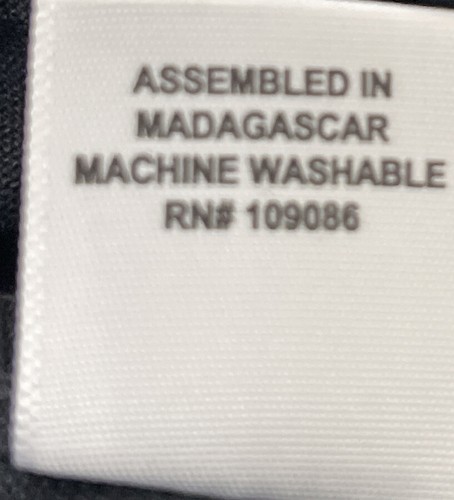 ASSEMBLED IN
MADAGASCAR
MACHINE WASHABLE
RN# 109086